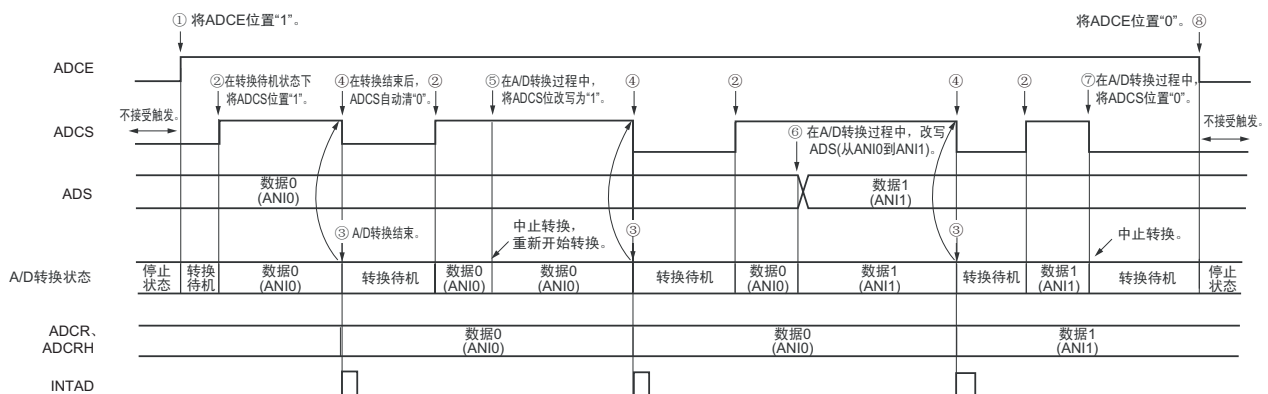 ① 将ADCE位置“1”。
将ADCE位置“0”。⑧
ADCE
②在转换待机状态下
将ADCS位置“1”。
④在转换结束后，
ADCS自动清“0”。
②
⑤在A/D转换过程中，
将ADCS位改写为“1”。
④
②
④
②
⑦在A/D转换过程中，
将ADCS位置“0”。
不接受触发。
不接受触发。
ADCS
⑥ 在A/D转换过程中，改写
ADS(从ANI0到ANI1)。
ADS
数据0
(ANI0)
数据1
(ANI1)
③ A/D转换结束。
中止转换，
重新开始转换。
③
③
中止转换。
A/D转换状态
停止
状态
转换
待机
数据0
(ANI0)
转换待机
数据0
(ANI0)
数据0
(ANI0)
转换待机
数据0
(ANI0)
数据1
(ANI1)
转换待机
数据1
(ANI1)
转换待机
停止
状态
ADCR、
ADCRH
数据0
(ANI0)
数据0
(ANI0)
数据1
(ANI1)
INTAD